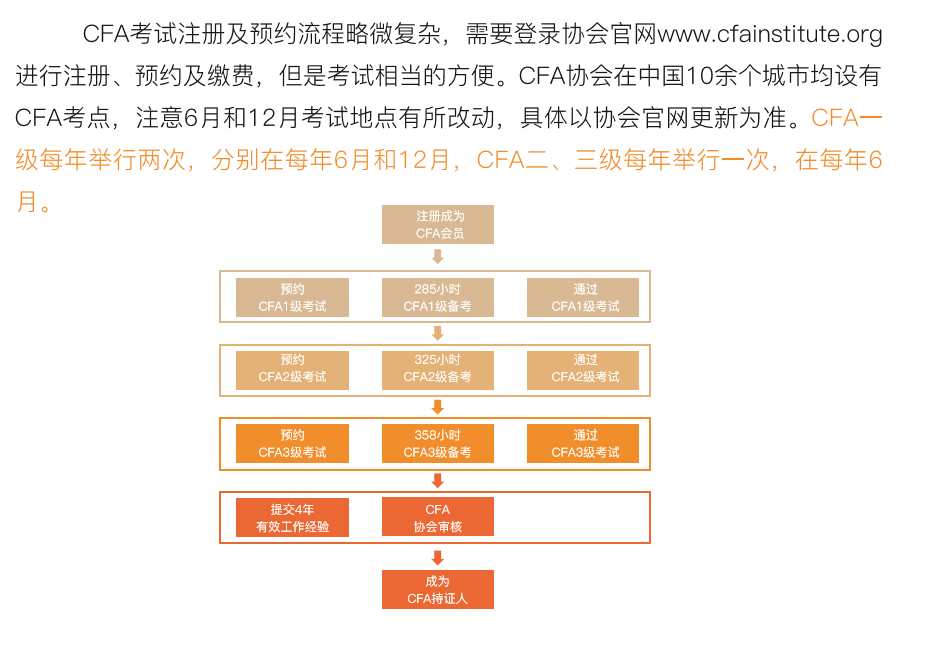 CFA考试注册及预约流程略微复杂，需要登录协会官网www.cfainstitute.org
进行注册、预约及缴费，但是考试相当的方便。CFA协会在中国10余个城市均设有
CFA考点，注意6月和12月考试地点有所改动，具体以协会官网更新为准。CFA一
级每年举行两次，分别在每年6月和12月，CFA二、三级每年举行一次，在每年6
月。
注册成为
CFA会员
预约
CFA1级考试
285小时
CFA1级备考
通过
CFA1级考试
预约
CFA2级考试
325小时
CFA2级备考
通过
CFA2级考试
预约
CFA3级考试
358小时
CFA3级备考
通过
CFA3级考试
提交4年
有效工作经验
CFA
协会审核
成为
CFA持证人